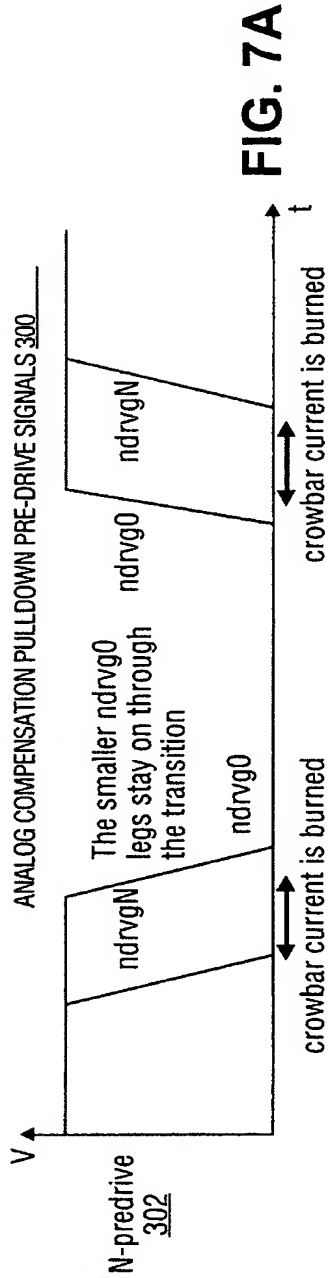 ANALOG COMPENSATION PULLDOWN PRE-DRIVE SIGNALS 300
V
N-predrive
302
ndrvgN
The smaller ndrvg0
legs stay on through
the transition
ndrvg0
ndrvg0
ndrvgN
t
crowbar current is burned
crowbar current is burned
FIG. 7A